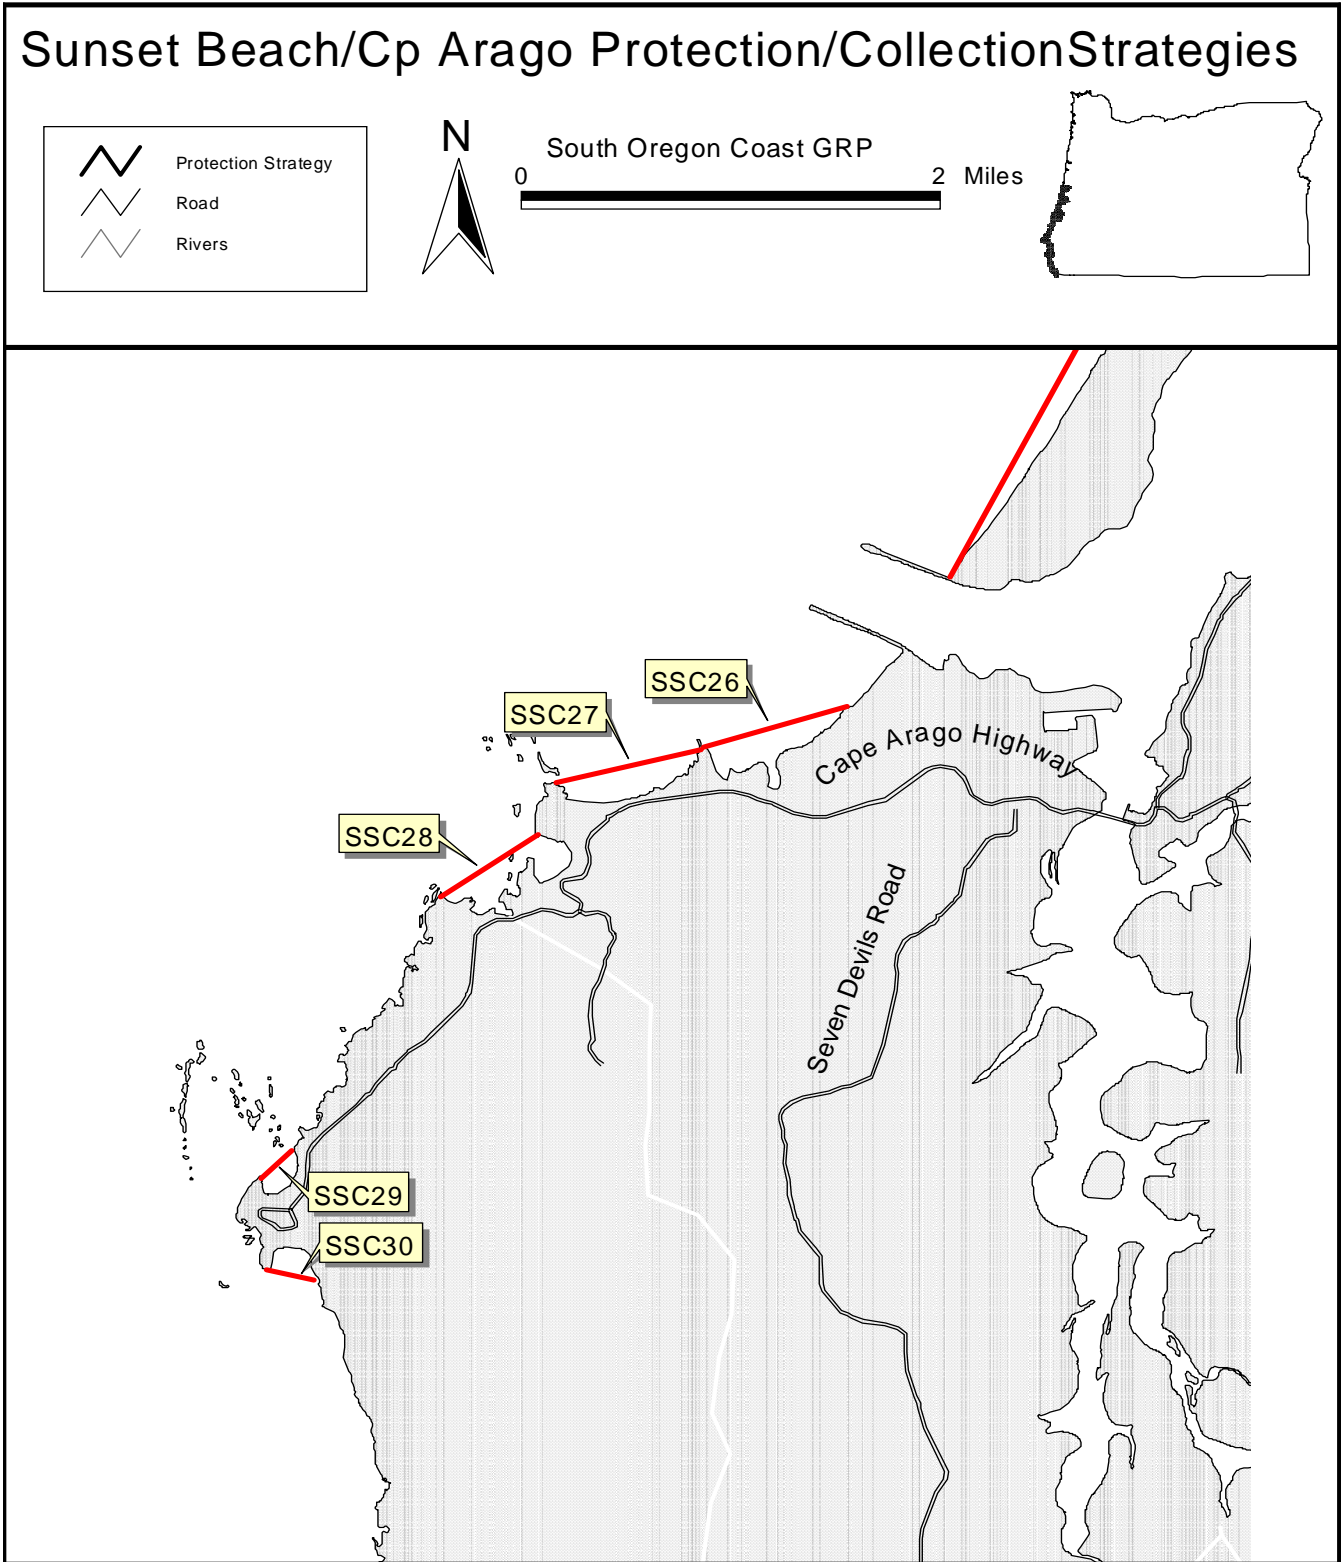 Sunset Beach/Cp Arago Protection/CollectionStrategies
Protection Strategy
Road
Rivers
N
South Oregon Coast GRP
0 2 Miles
SSC26
SSC27
Cape Arago Highway
SSC28
Seven Devils Road
SSC29
SSC30